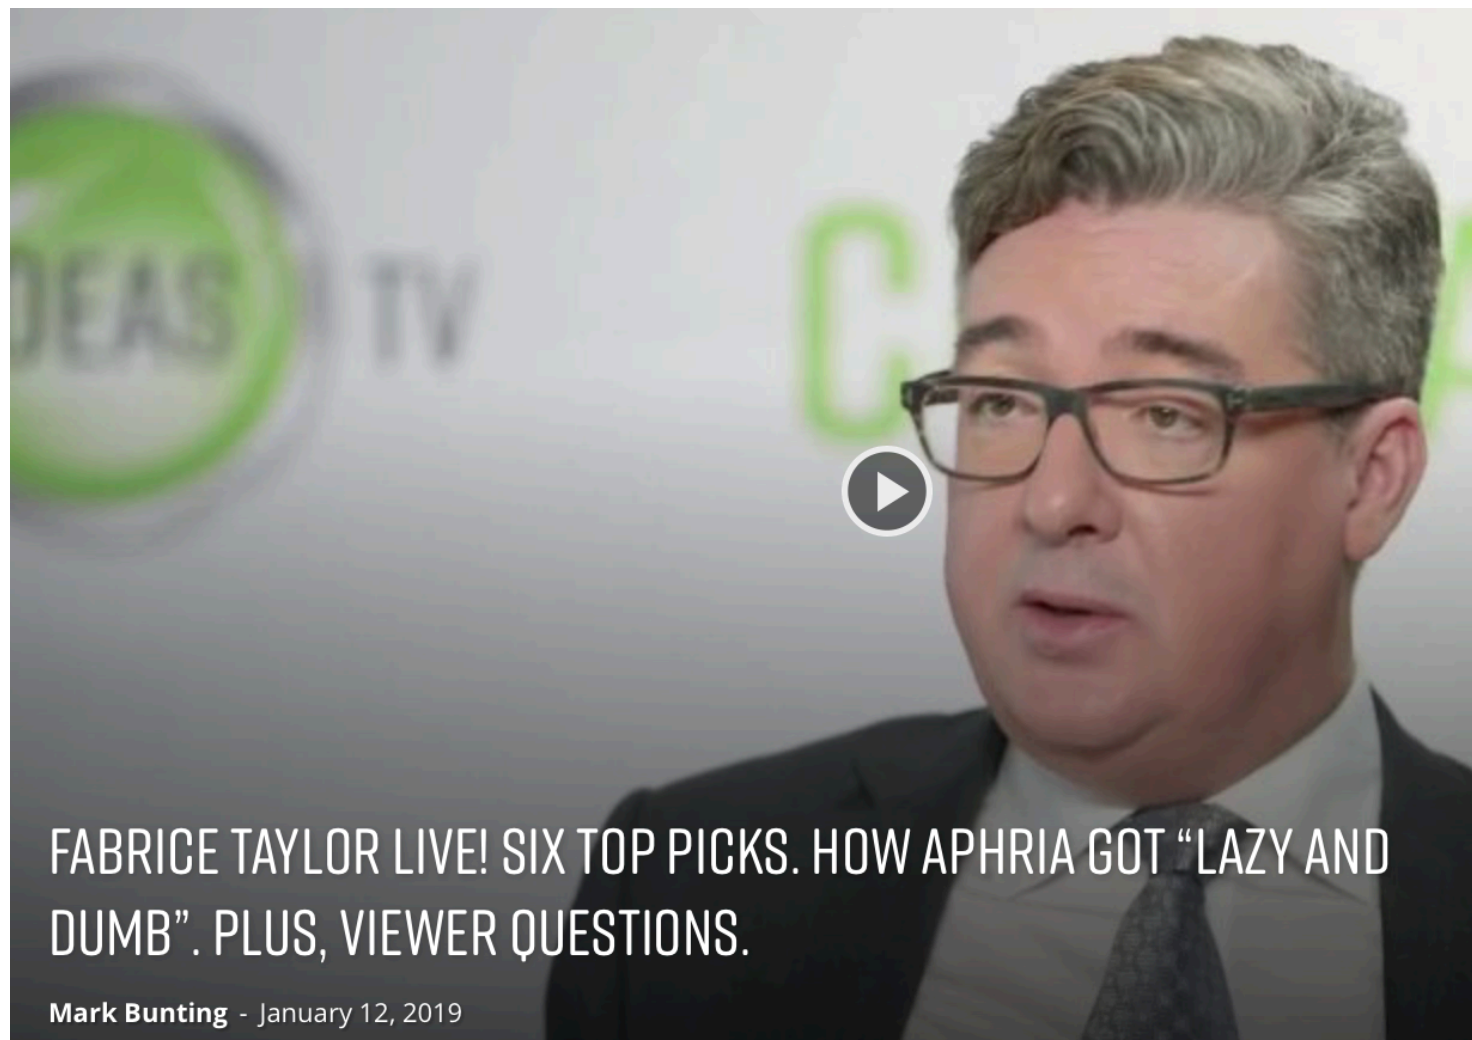 DEAS TV
C
FABRICE TAYLOR LIVE! SIX TOP PICKS. HOW APHRIA GOT “LAZY AND
DUMB”. PLUS, VIEWER QUESTIONS.
Mark Bunting - January 12, 2019